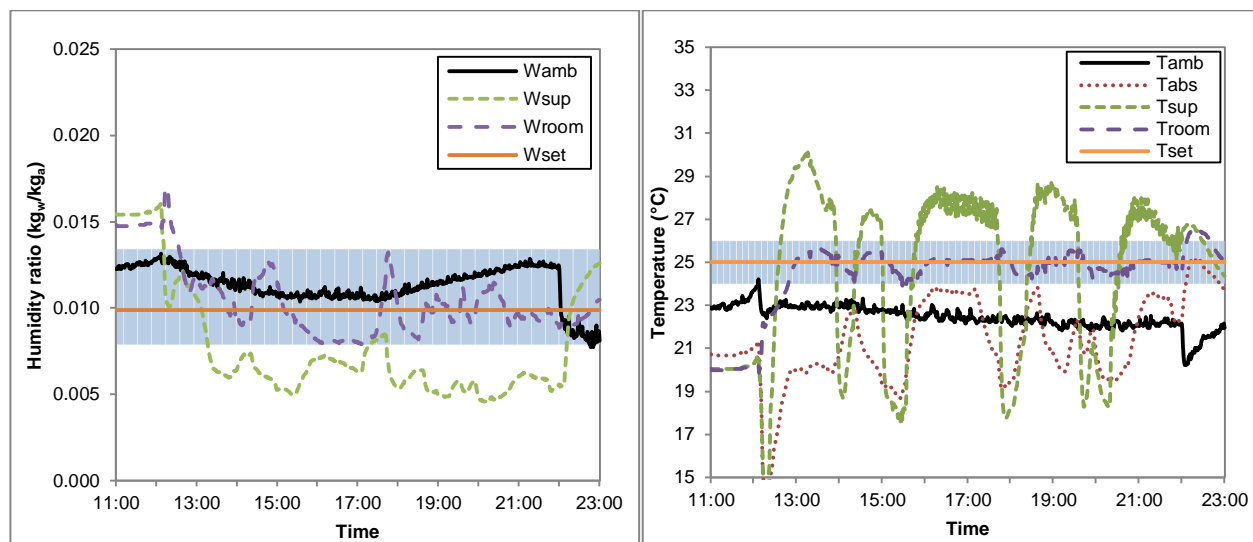 0.025
0.020
0.015
0.010
0.005
0.000
Humidity ratio (kgw/kga)
11:00 13:00 15:00 17:00 19:00 21:00 23:00
Time
Wamb
Wsup
Wroom
Wset
35
33
31
29
27
25
23
21
19
17
15
Temperature (°C)
11:00 13:00 15:00 17:00 19:00 21:00 23:00
Time
Tamb
Tabs
Tsup
Troom
Tset